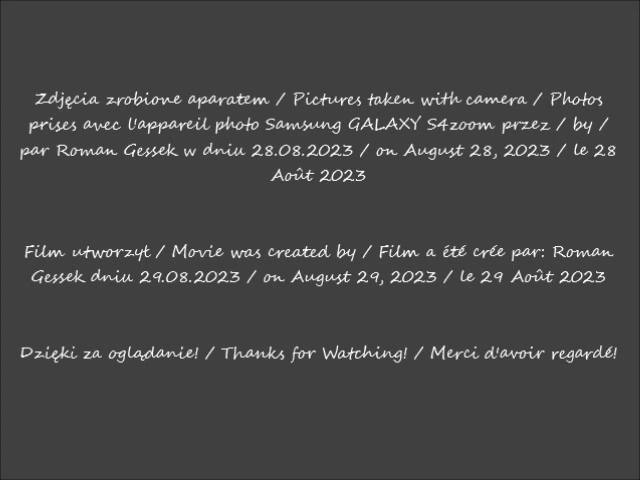 Zdjęcia zrobione aparatem / Pictures taken with camera / Photos
prises avec l'appareil photo Samsung GALAXY S4zoom przez / by /
par Roman Gessek w dniu 28.08.2023 / on August 28, 2023 / le 28
Août 2023
Film utworzył / Movie was created by / Film a été crée par: Roman
Gessek dniu 29.08.2023 / on August 29, 2023 / le 29 Août 2023
Dzięki za oglądanie! / Thanks for Watching! / Merci d'avoir regardé!